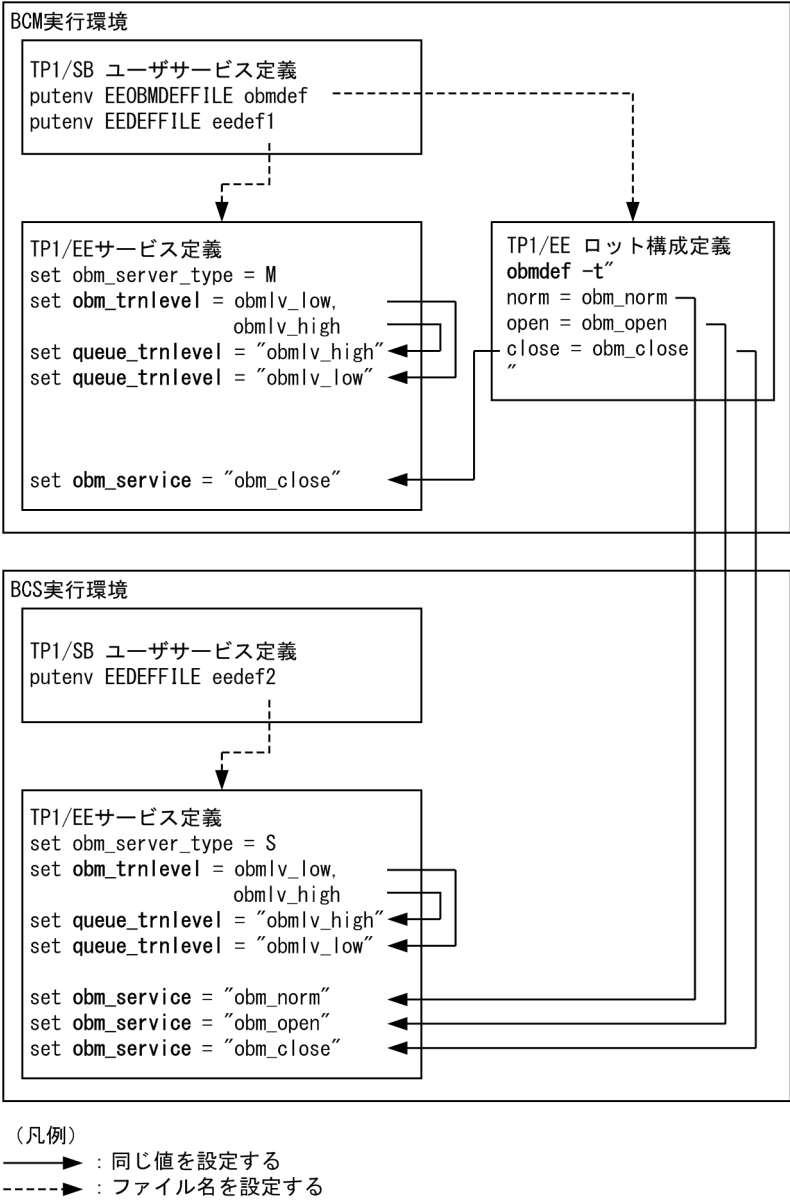 BCM実行環境
TP1/SB ユーザサービス定義
putenv EEOBMDEFFILE obmdef
putenv EEDEFFILE eedef1
TP1/EEサービス定義
set obm_server_type = M
set obm_trnlevel = obmlv_low,
obmlv_high
set queue_trnlevel = "obmlv_high"
set queue_trnlevel = "obmlv_low"
set obm_service = "obm_close"
TP1/EE ロット構成定義
obmdef -t"
norm = obm_norm
open = obm_open
close = obm_close
"
BCS実行環境
TP1/SB ユーザサービス定義
putenv EEDEFFILE eedef2
TP1/EEサービス定義
set obm_server_type = S
set obm_trnlevel = obmlv_low,
obmlv_high
set queue_trnlevel = "obmlv_high"
set queue_trnlevel = "obmlv_low"
set obm_service = "obm_norm"
set obm_service = "obm_open"
set obm_service = "obm_close"
(凡例)
:同じ値を設定する
:ファイル名を設定する